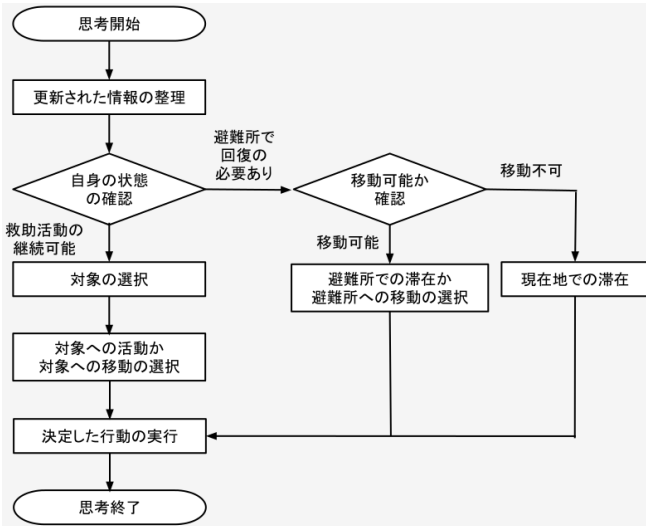 思考開始
更新された情報の整理
自身の状態
の確認
避難所で
回復の
必要あり
移動可能か
確認
移動不可
救助活動の
継続可能
移動可能
対象の選択
避難所での滞在か
避難所への移動の選択
現在地での滞在
対象への活動か
対象への移動の選択
決定した行動の実行
思考終了